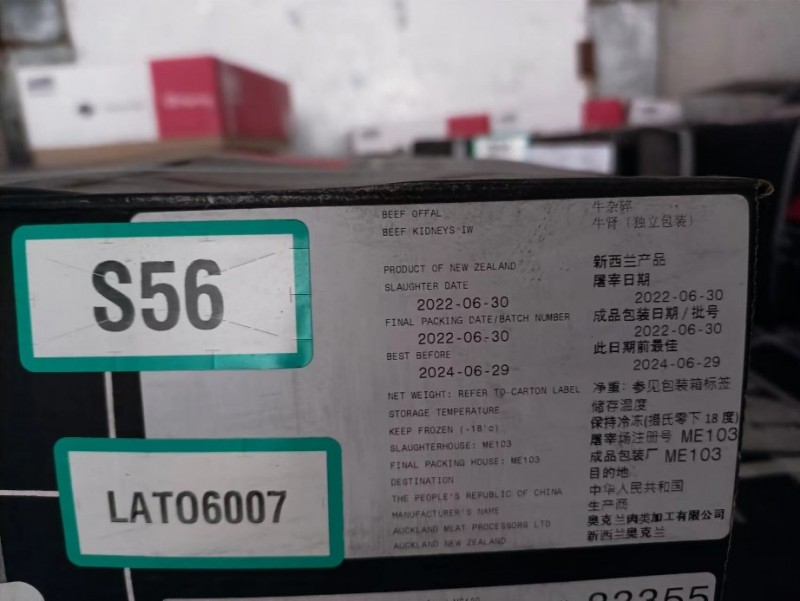 S56
LAT06007
BEEF OFFAL
BEEF KIDNEYS IW
PRODUCT OF NEW ZEALAND
SLAUGHTER DATE
2022-06-30
FINAL PACKING DATE/BATCH NUMBER
2022-06-30
BEST BEFORE
2024-06-29
NET WEIGHT: REFER TO CARTON LABEL
STORAGE TEMPERATURE
KEEP FROZEN (-18°c)
SLAUGHTERHOUSE: ME103
FINAL PACKING HOUSE: ME103
DESTINATION
THE PEOPLE'S REPUBLIC OF CHINA
MANUFACTURER'S NAME
AUCKLAND MEAT PROCESSORS LTD
AUCKLAND NEW ZEALAND
牛杂碎
牛肾（独立包装）
新西兰产品
屠宰日期
2022-06-30
成品包装日期/批号
2022-06-30
此日期前最佳
2024-06-29
净重: 参见包装箱标签
储存温度
保持冷冻(摄氏零下18度)
屠宰场注册号 ME103
成品包装厂 ME103
目的地
中华人民共和国
生产商
奥克兰肉类加工有限公司
新西兰奥克兰